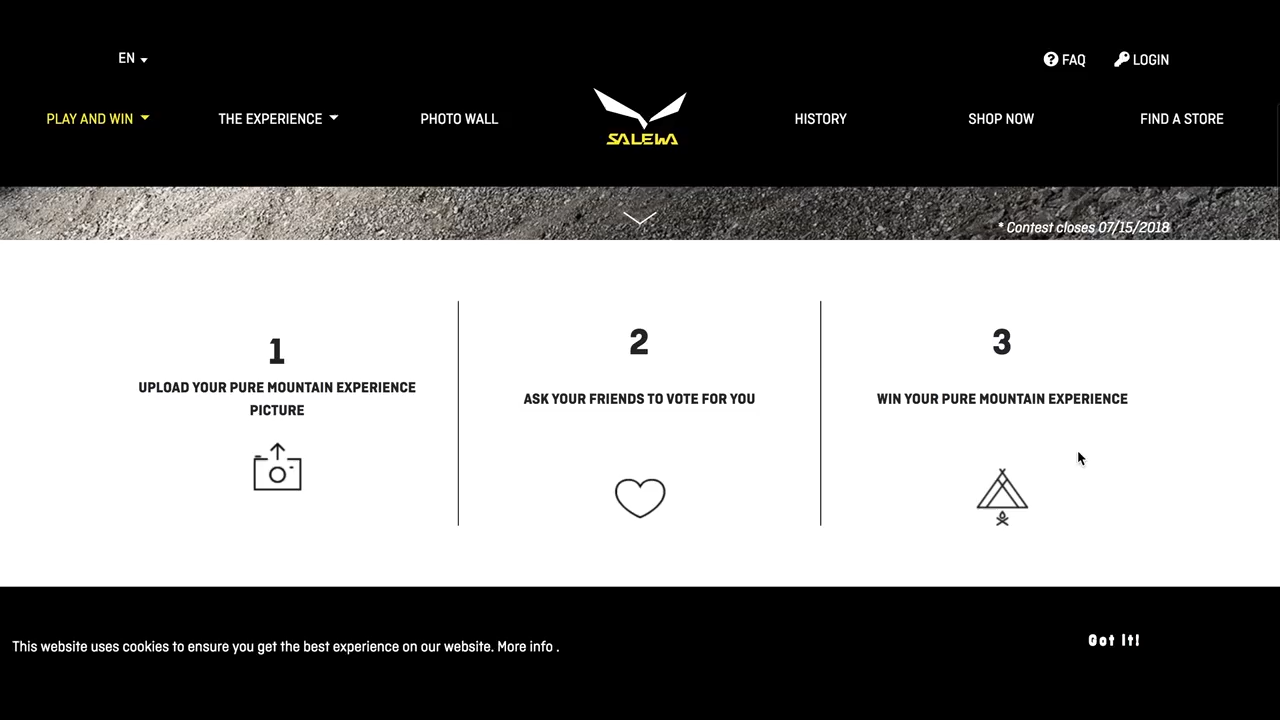 EN
FAQ
LOGIN
PLAY AND WIN
THE EXPERIENCE
PHOTO WALL
SALEWA
HISTORY
SHOP NOW
FIND A STORE
* Contest closes 07/15/2018
1
UPLOAD YOUR PURE MOUNTAIN EXPERIENCE
PICTURE
2
ASK YOUR FRIENDS TO VOTE FOR YOU
3
WIN YOUR PURE MOUNTAIN EXPERIENCE
This website uses cookies to ensure you get the best experience on our website. More info .
Got It!